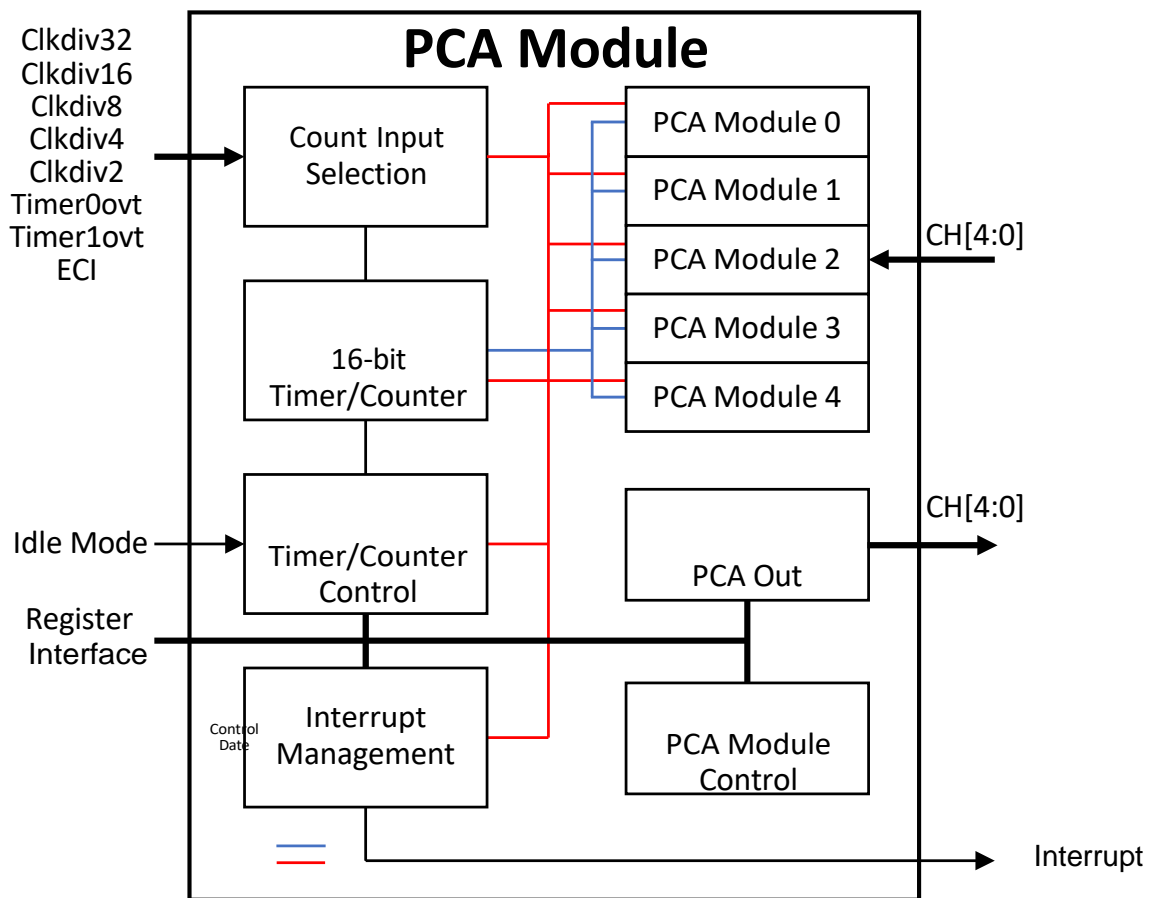 PCA Module
Clkdiv32
Clkdiv16
Clkdiv8
Clkdiv4
Clkdiv2
Timer0ovt
Timer1ovt
ECI
Count Input
Selection
PCA Module 0
PCA Module 1
PCA Module 2
PCA Module 3
PCA Module 4
CH[4:0]
16-bit
Timer/Counter
Idle Mode
Timer/Counter
Control
PCA Out
CH[4:0]
Register
Interface
Control
Date
Interrupt
Management
PCA Module
Control
Interrupt